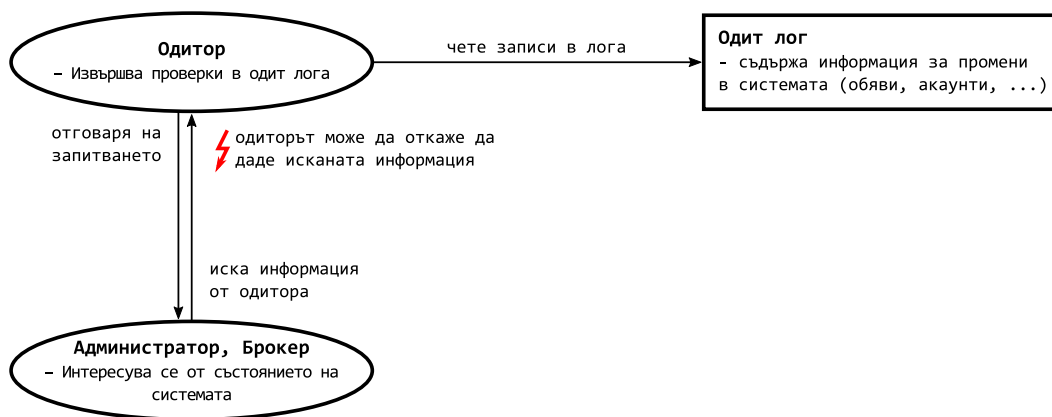 Одитор
– Извършва проверки в одит лога
чете записи в лога
Одит лог
- съдържа информация за промени
в системата (обяви, акаунти, ...)
отговаря на
запитването
одиторът може да откаже да
даде исканата информация
иска информация
от одитора
Администратор, Брокер
– Интересува се от състоянието на
системата